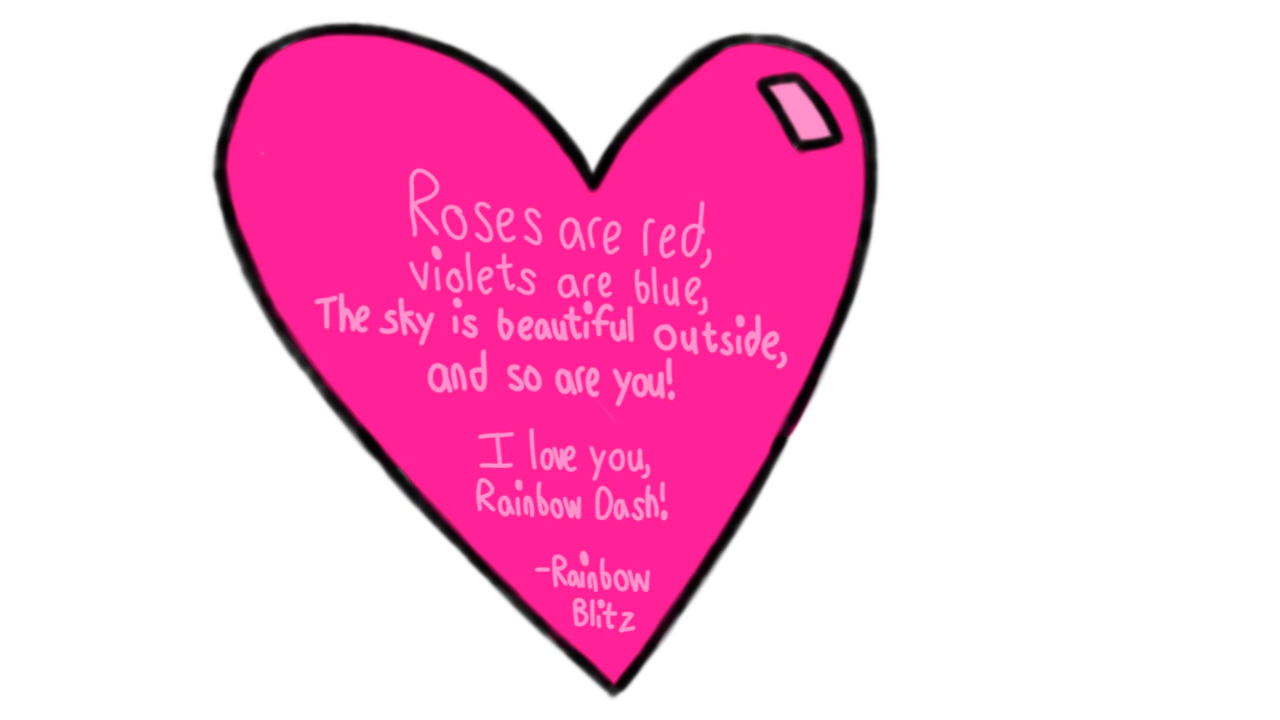 Roses are red,
violets are blue,
The sky is beautiful outside,
and so are you!
I love you,
Rainbow Dash!
-Rainbow
Blitz